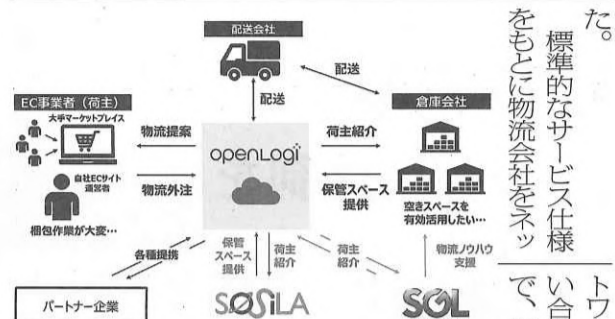 た。
標準的なサービス仕様
をもとに物流会社をネッ
トワ
い合
で、
配送会社
配送
配送
EC事業者（荷主）
大手マーケットプレイス
自社ECサイト
運営者
梱包作業が大変…
物流提案
物流外注
openLogi
荷主紹介
保管スペース
提供
倉庫会社
空きスペースを
有効活用したい…
各種提携
保管
スペース
提供
荷主
紹介
荷主
紹介
物流ノウハウ
支援
パートナー企業
SOSiLA
SGL